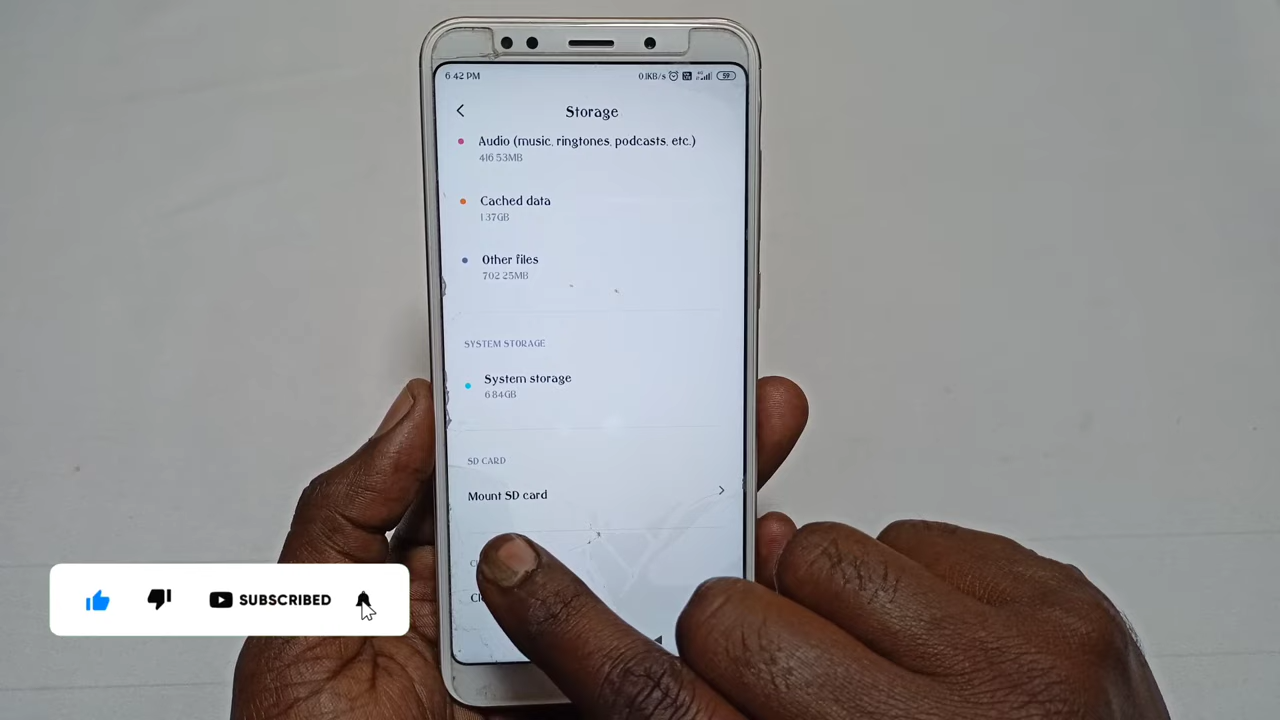 6:42 PM
0.1KB/s
59
Storage
Audio (music, ringtones, podcasts, etc.)
416.53MB
Cached data
1.37GB
Other files
702.25MB
SYSTEM STORAGE
System storage
6.84GB
SD CARD
Mount SD card
SUBSCRIBED